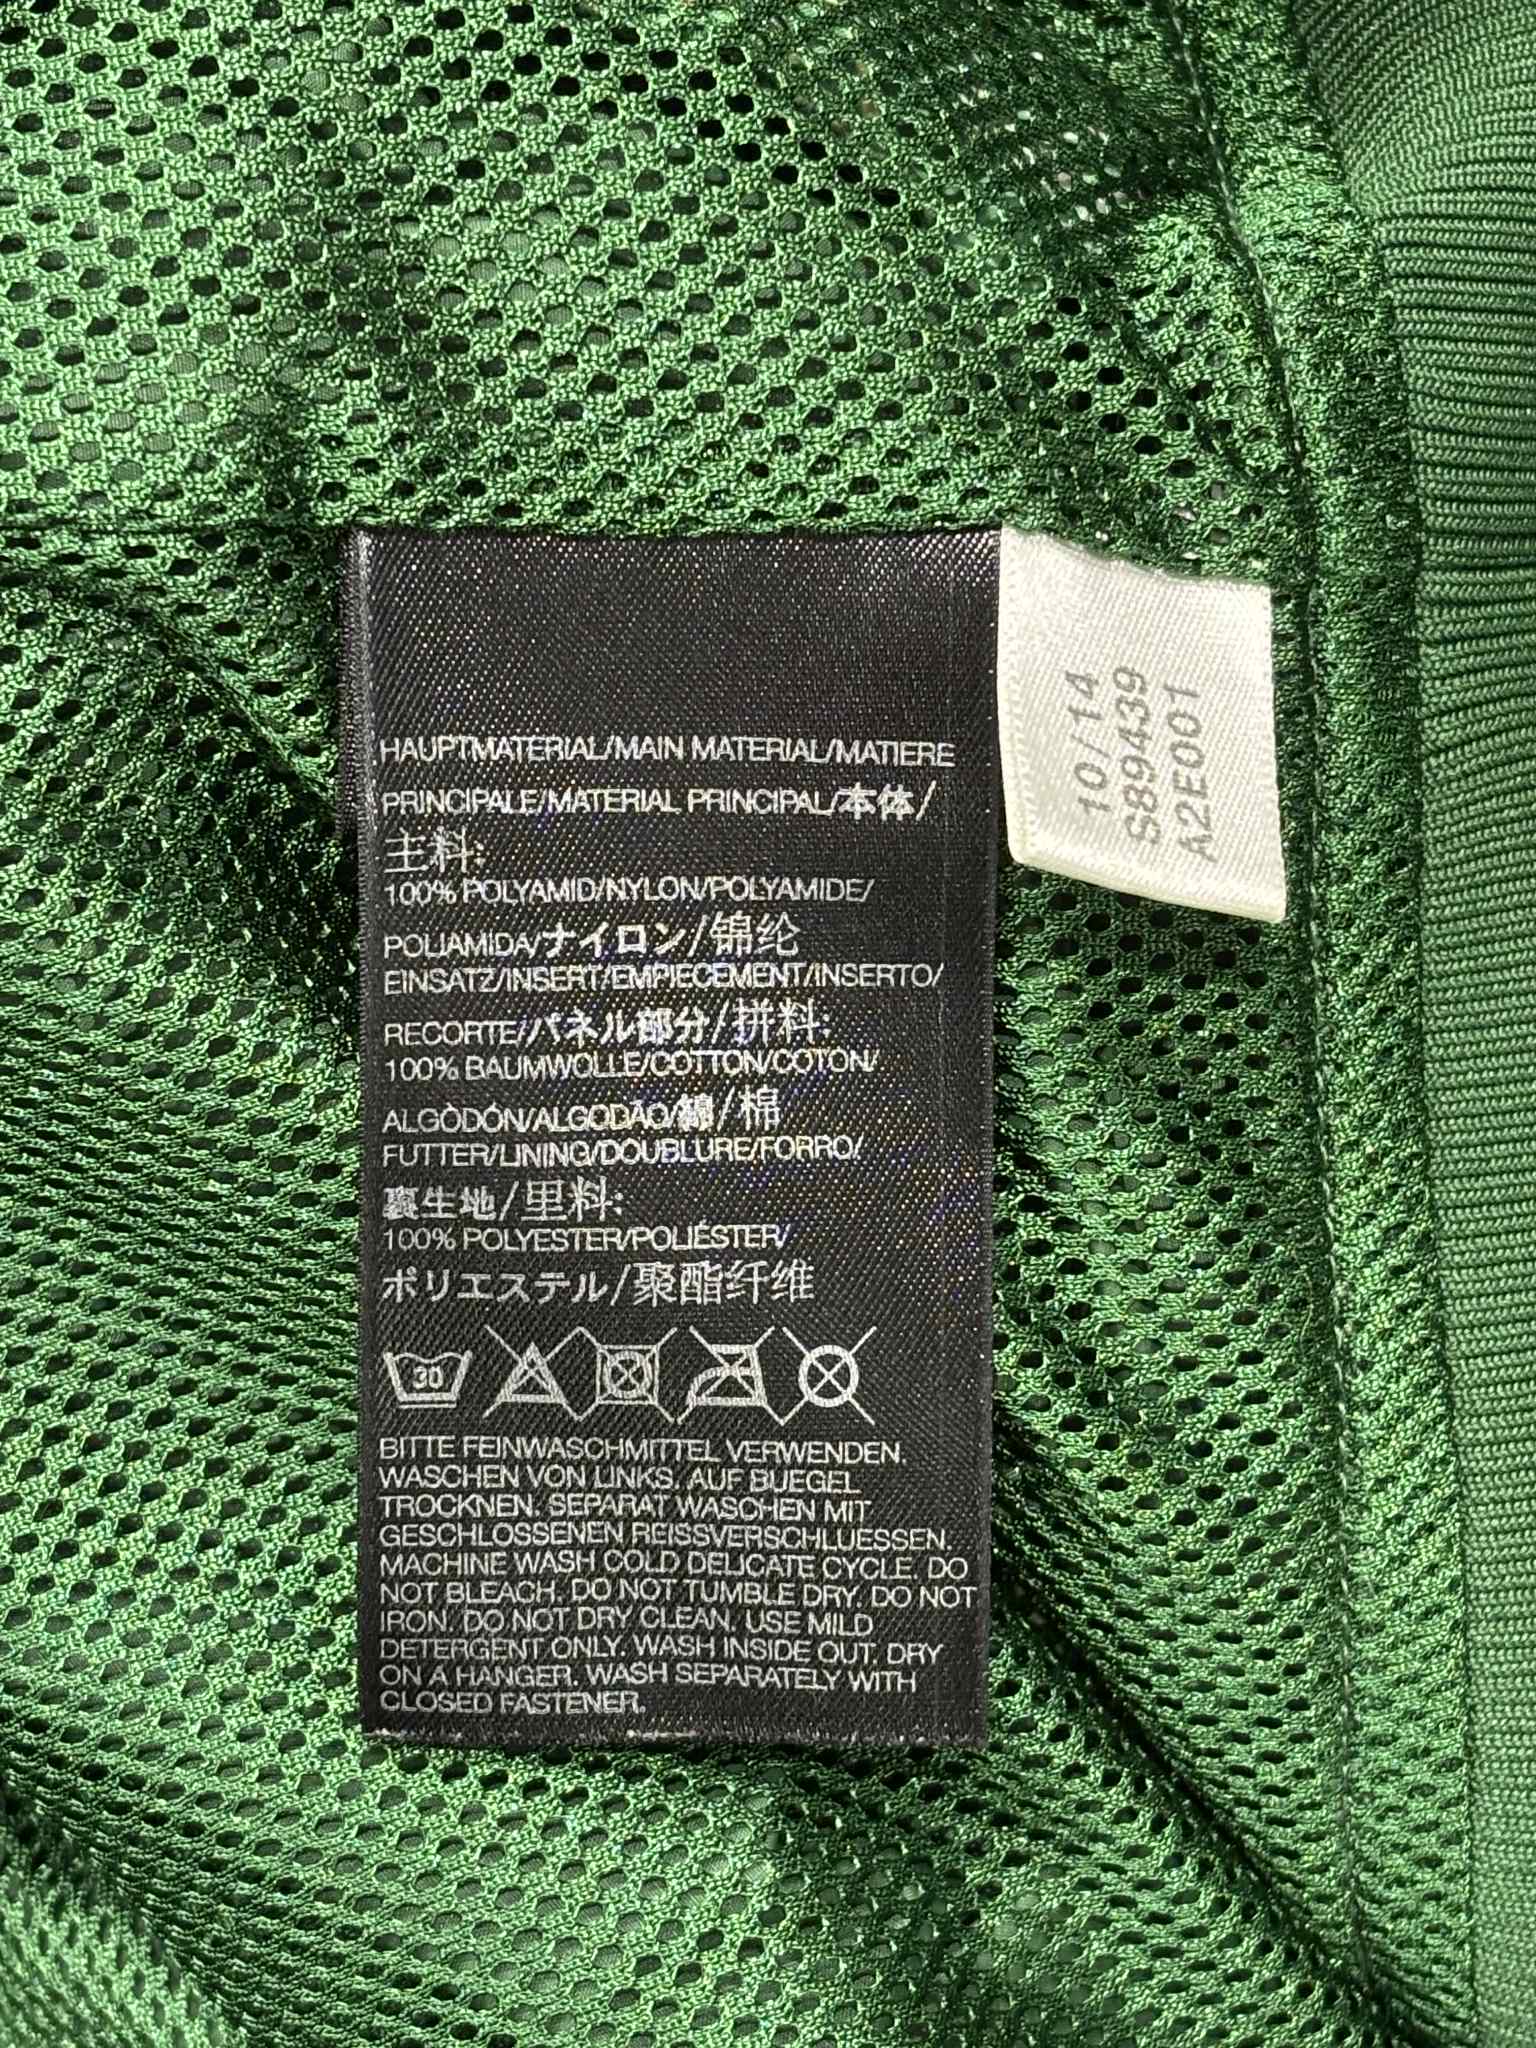 HAUPTMATERIAL/MAIN MATERIAL/MATIERE
PRINCIPALE/MATERIAL PRINCIPAL/本体/
主料:
100% POLYAMID/NYLON/POLYAMIDE/
POLIAMIDA/ナイロン/锦纶
EINSATZ/INSERT/EMPIECEMENT/INSERTO/
RECORTE/パネル部分/拼料:
100% BAUMWOLLE/COTTON/COTON/
ALGODÓN/ALGODÃO/綿/棉
FUTTER/LINING/DOUBLURE/FORRO/
裏生地/里料:
100% POLYESTER/POLIÉSTER/
ポリエステル/聚酯纤维
30
BITTE FEINWASCHMITTEL VERWENDEN.
WASCHEN VON LINKS. AUF BUEGEL
TROCKNEN. SEPARAT WASCHEN MIT
GESCHLOSSENEN REISSVERSCHLUESSEN.
MACHINE WASH COLD DELICATE CYCLE. DO
NOT BLEACH. DO NOT TUMBLE DRY. DO NOT
IRON. DO NOT DRY CLEAN. USE MILD
DETERGENT ONLY. WASH INSIDE OUT. DRY
ON A HANGER. WASH SEPARATELY WITH
CLOSED FASTENER.
10/14
S89439
A2E001